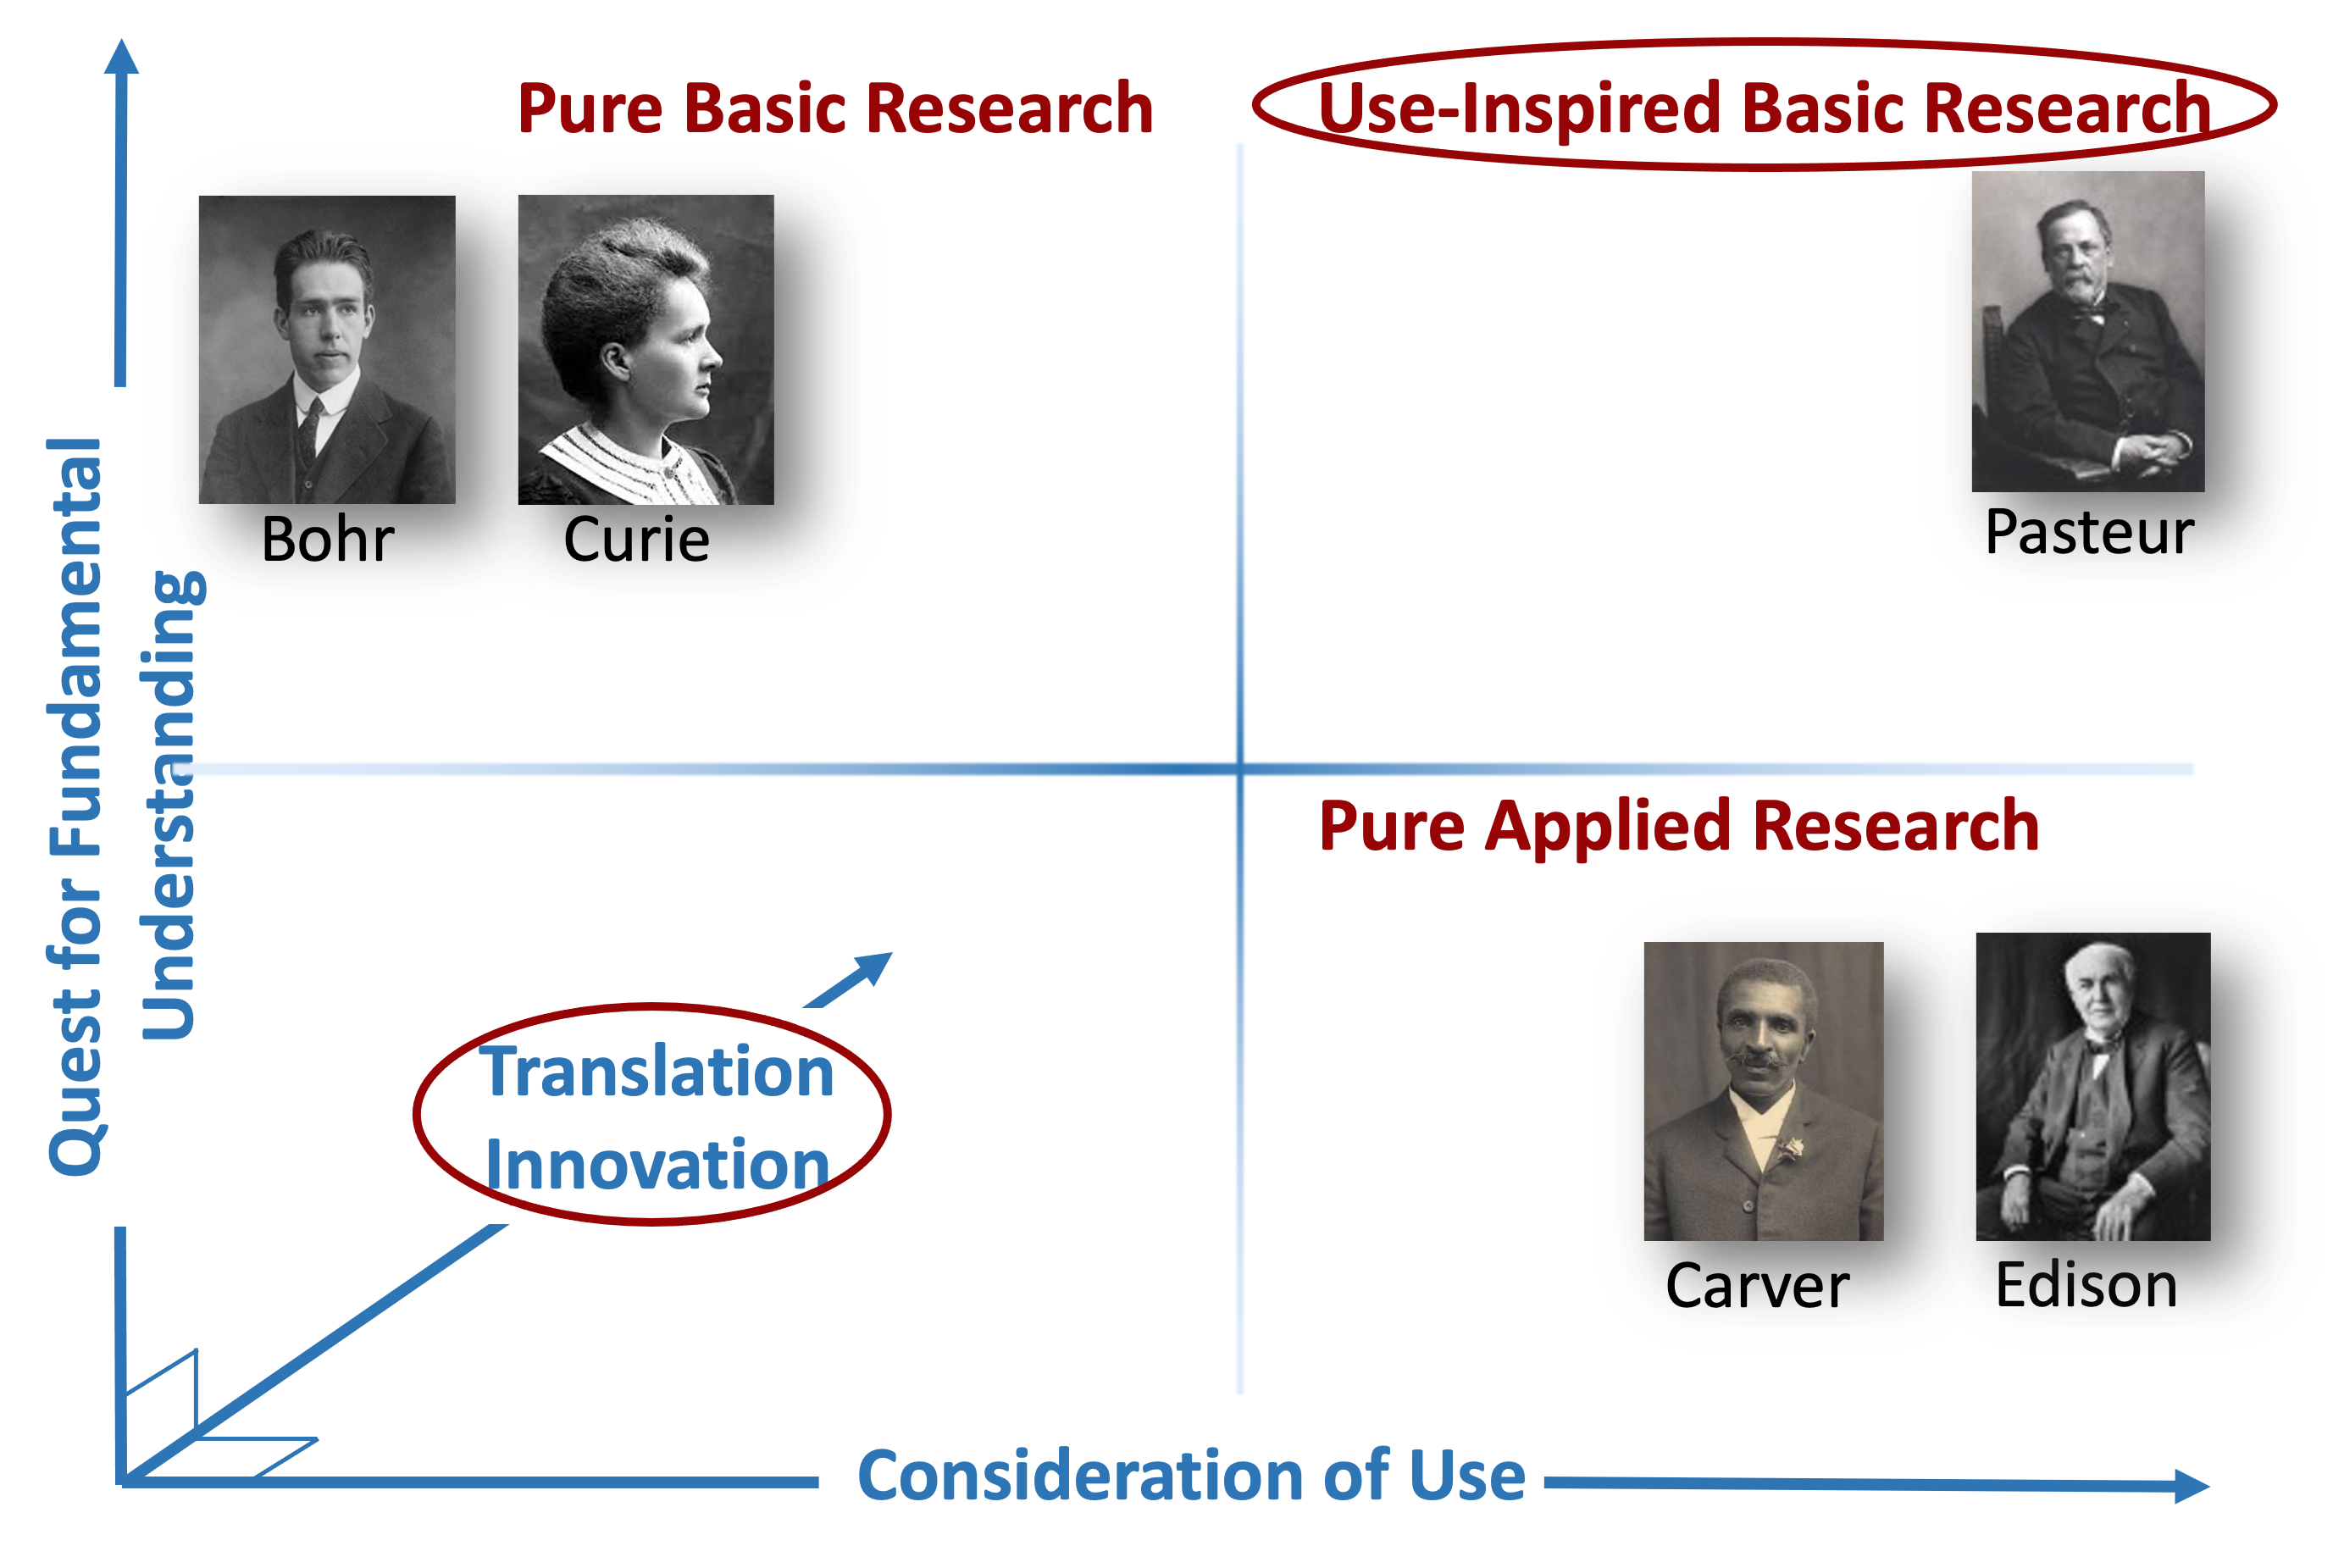 Pure Basic Research
Use-Inspired Basic Research
Bohr
Curie
Pasteur
Quest for Fundamental
Understanding
Pure Applied Research
Translation
Innovation
Carver
Edison
Consideration of Use